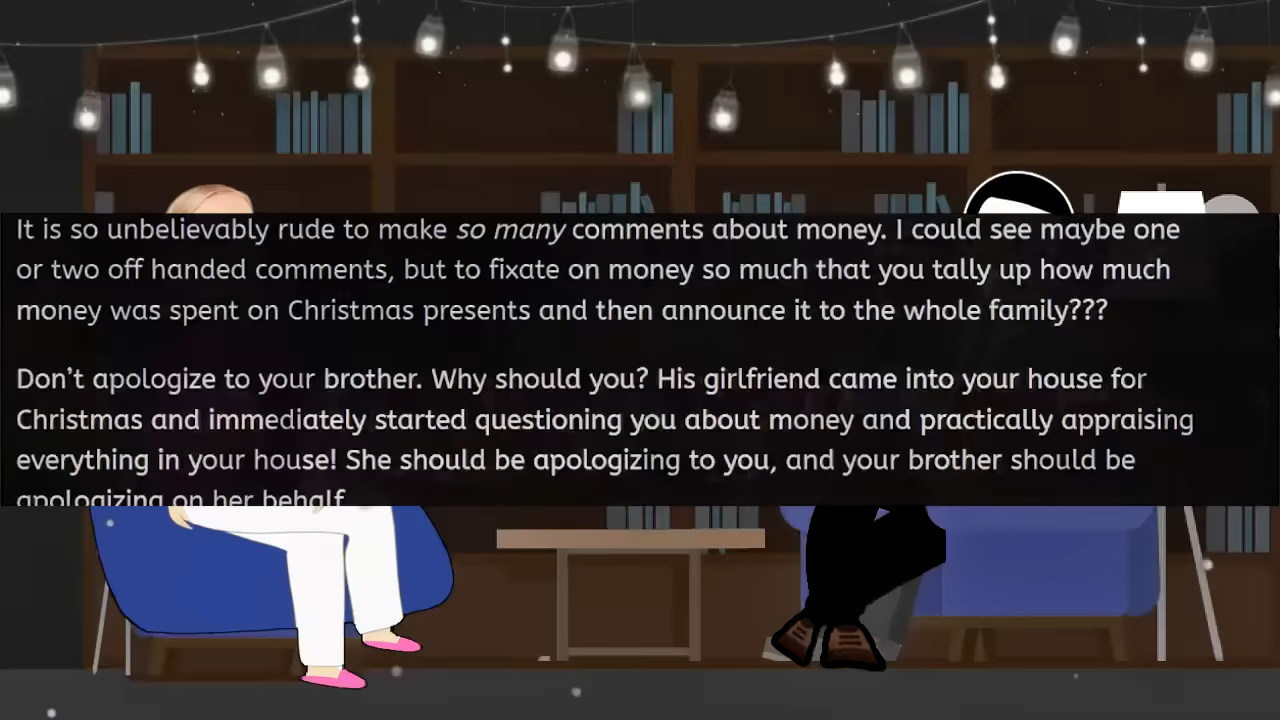 It is so unbelievably rude to make so many comments about money. I could see maybe one
or two off handed comments, but to fixate on money so much that you tally up how much
money was spent on Christmas presents and then announce it to the whole family???
Don’t apologize to your brother. Why should you? His girlfriend came into your house for
Christmas and immediately started questioning you about money and practically appraising
everything in your house! She should be apologizing to you, and your brother should be
apologizing on her behalf